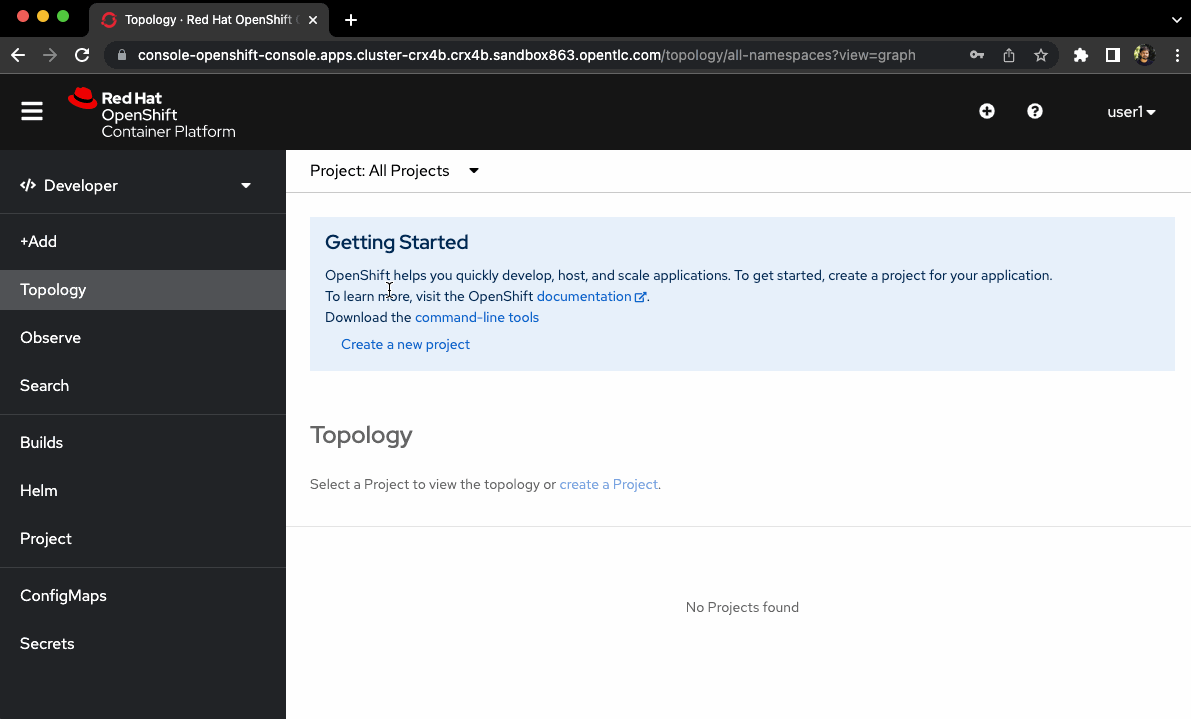 Topology · Red Hat OpenShift
console-openshift-console.apps.cluster-crx4b.crx4b.sandbox863.opentlc.com/topology/all-namespaces?view=graph
Red Hat
OpenShift
Container Platform
user1
Developer
+Add
Topology
Observe
Search
Builds
Helm
Project
ConfigMaps
Secrets
Project: All Projects
Getting Started
OpenShift helps you quickly develop, host, and scale applications. To get started, create a project for your application.
To learn more, visit the OpenShift documentation.
Download the command-line tools
Create a new project
Topology
Select a Project to view the topology or create a Project.
No Projects found